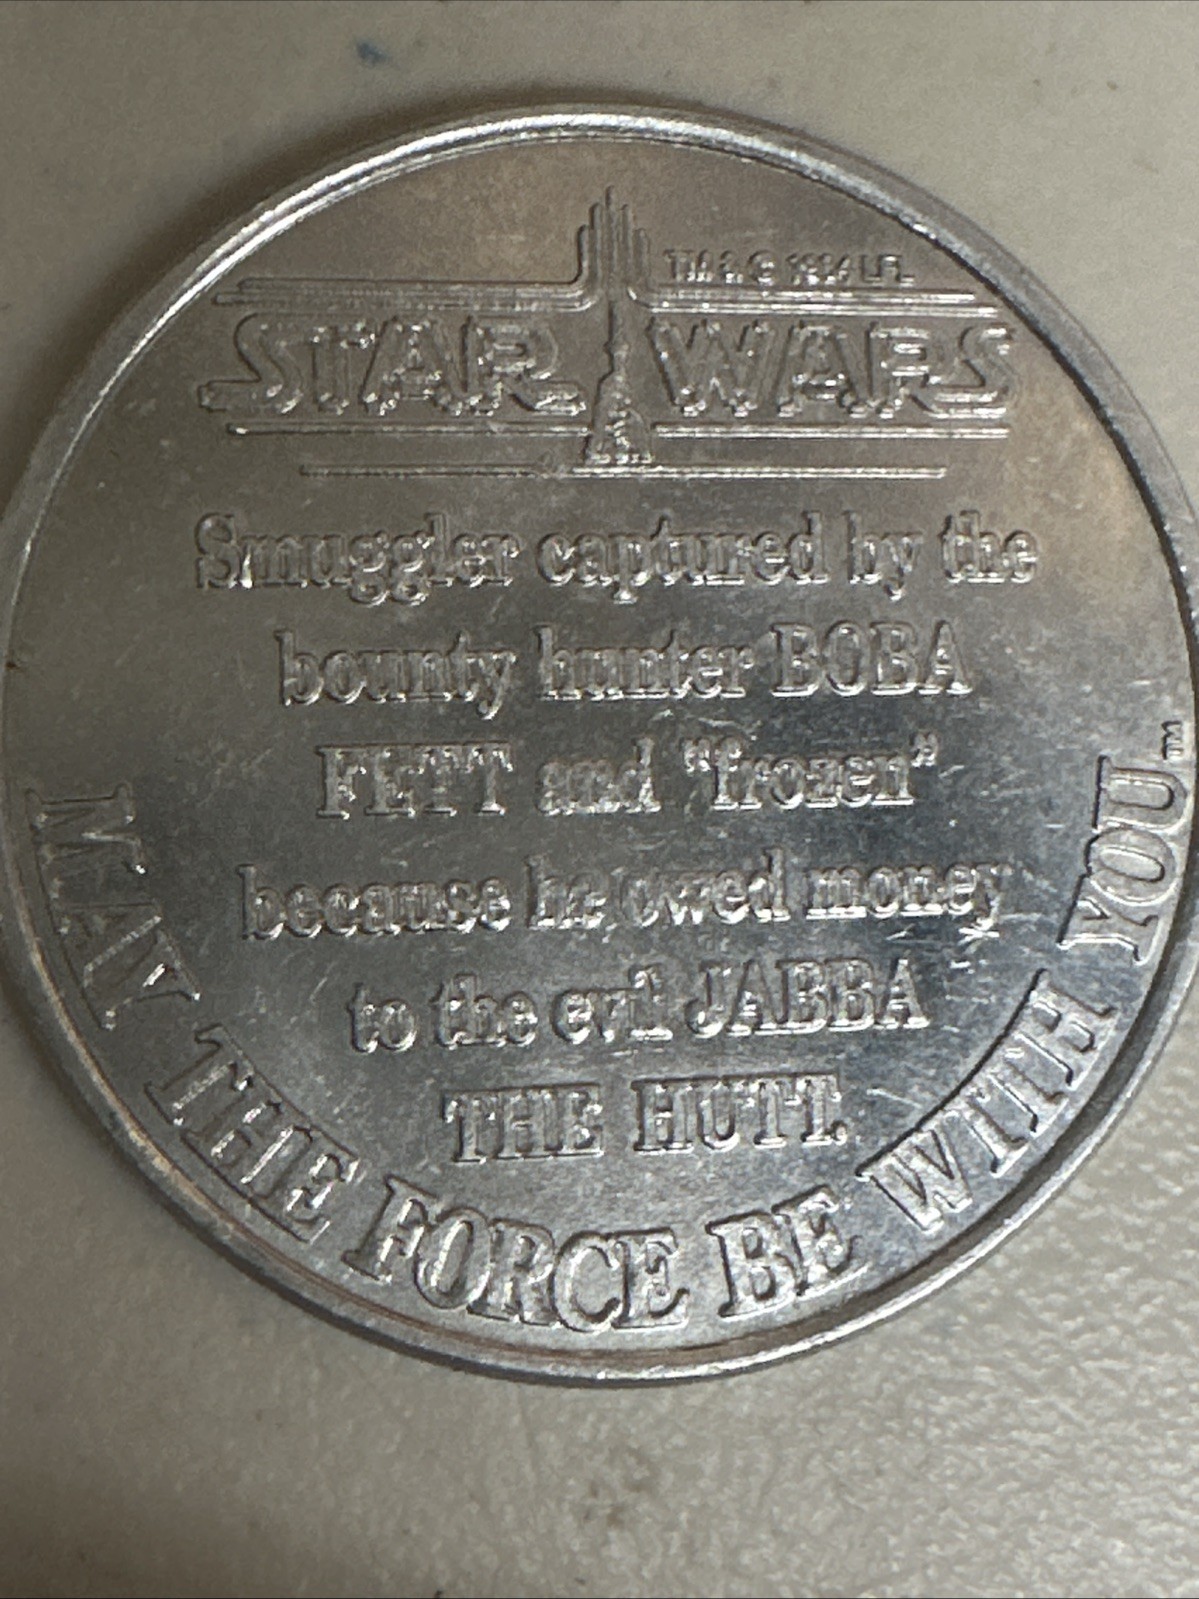 TM & © 1984 LFL
STAR WARS
Smuggler captured by the
bounty hunter BOBA
FETT and "frozen"
because he owed money
to the evil JABBA
THE HUTT.
MAY THE FORCE BE WITH YOU™